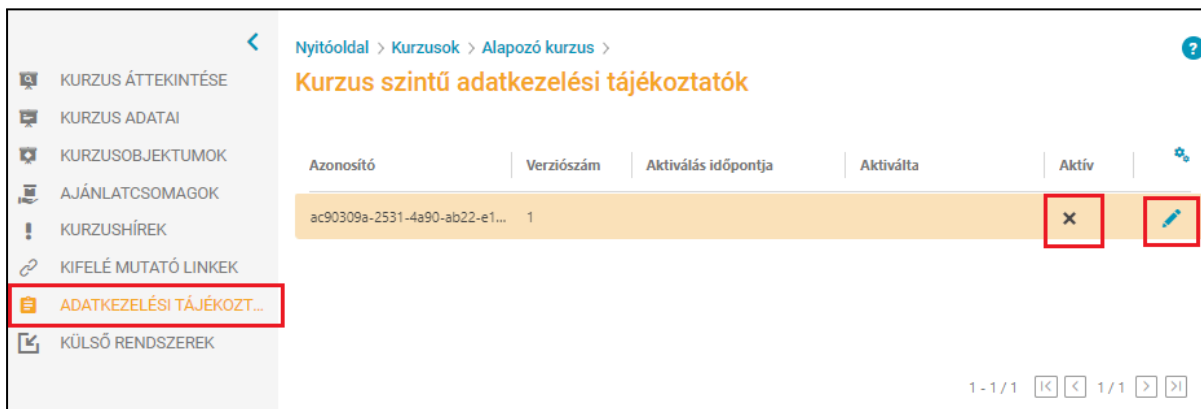 Nyitóoldal > Kurzusok > Alapozó kurzus >
?
Kurzus szintű adatkezelési tájékoztatók
KURZUS ÁTTEKINTÉSE
KURZUS ADATAI
KURZUSOBJEKTUMOK
AJÁNLATCSOMAGOK
KURZUSHÍREK
KIFELÉ MUTATÓ LINKEK
ADATKEZELÉSI TÁJÉKOZT...
KÜLSŐ RENDSZEREK
Azonosító Verziószám Aktiválás időpontja Aktiválta Aktív
ac90309a-2531-4a90-ab22-e1... 1
1 - 1 / 1 1 / 1